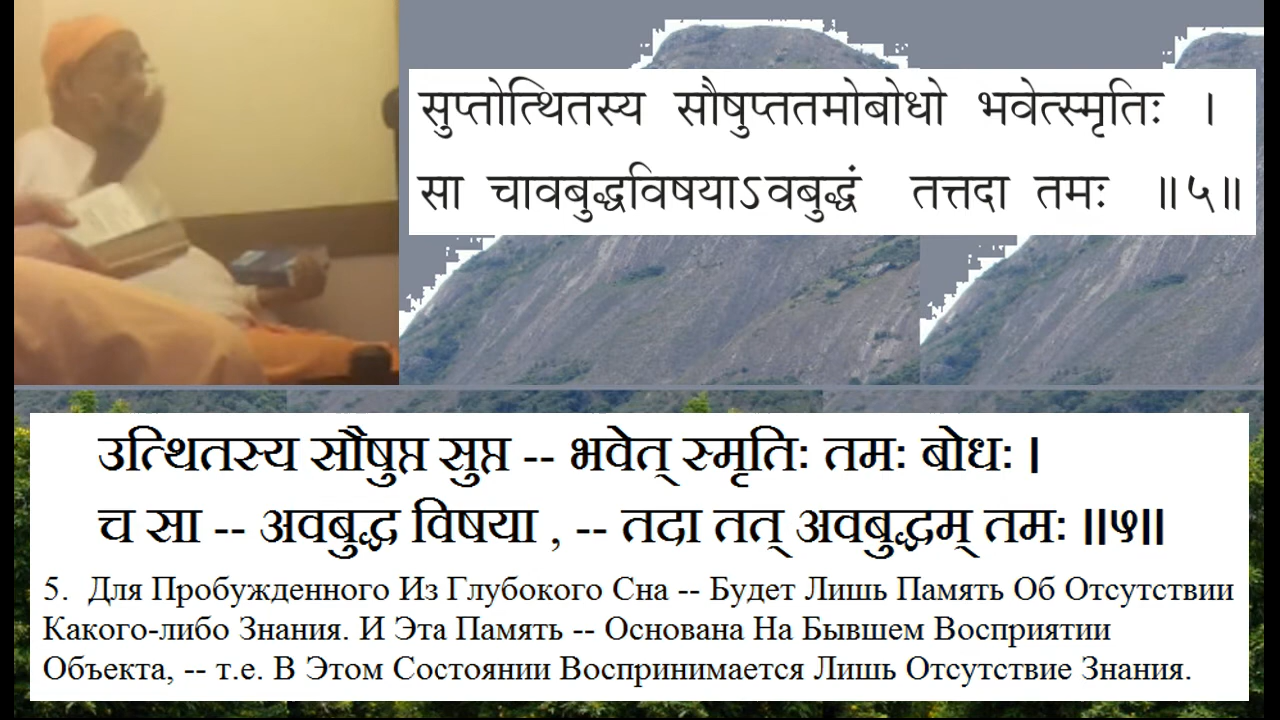 सुप्तोत्थितस्य सौषुप्ततमोबोधो भवेत्स्मृतिः ।
सा चावबुद्धविषयाऽवबुद्धं तत्तदा तमः ॥५॥
उत्थितस्य सौषुप्त सुप्त -- भवेत् स्मृतिः तमः बोधः ।
च सा -- अवबुद्ध विषया , -- तदा तत् अवबुद्धम् तमः ॥५॥
5. Для Пробужденного Из Глубокого Сна -- Будет Лишь Память Об Отсутствии
Какого-либо Знания. И Эта Память -- Основана На Бывшем Восприятии
Объекта, -- т.е. В Этом Состоянии Воспринимается Лишь Отсутствие Знания.